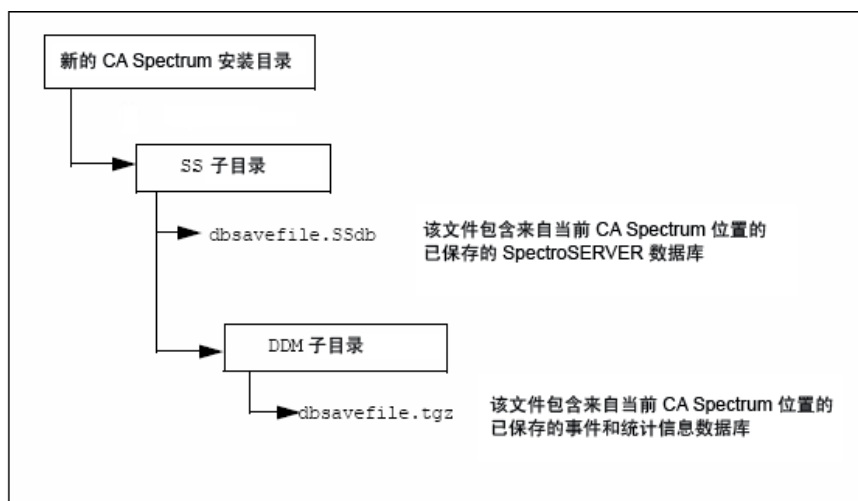 新的 CA Spectrum 安装目录
SS 子目录
dbsavefile.SSdb
该文件包含来自当前 CA Spectrum 位置的
已保存的 SpectroSERVER 数据库
DDM 子目录
dbsavefile.tgz
该文件包含来自当前 CA Spectrum 位置的
已保存的事件和统计信息数据库